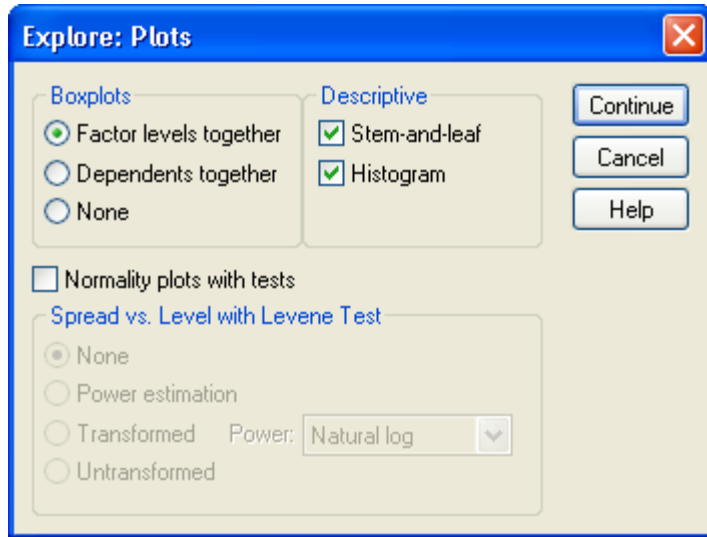 Explore: Plots
Boxplots
Factor levels together
Dependents together
None
Descriptive
Stem-and-leaf
Histogram
Continue
Cancel
Help
Normality plots with tests
Spread vs. Level with Levene Test
None
Power estimation
Transformed Power: Natural log
Untransformed